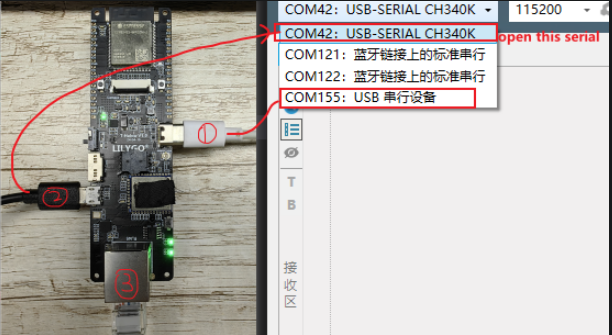 COM42：USB-SERIAL CH340K
115200
COM42：USB-SERIAL CH340K
open this serial
COM121：蓝牙链接上的标准串行
COM122：蓝牙链接上的标准串行
COM155：USB 串行设备
①
LILYGO
②
T
B
③
接收区